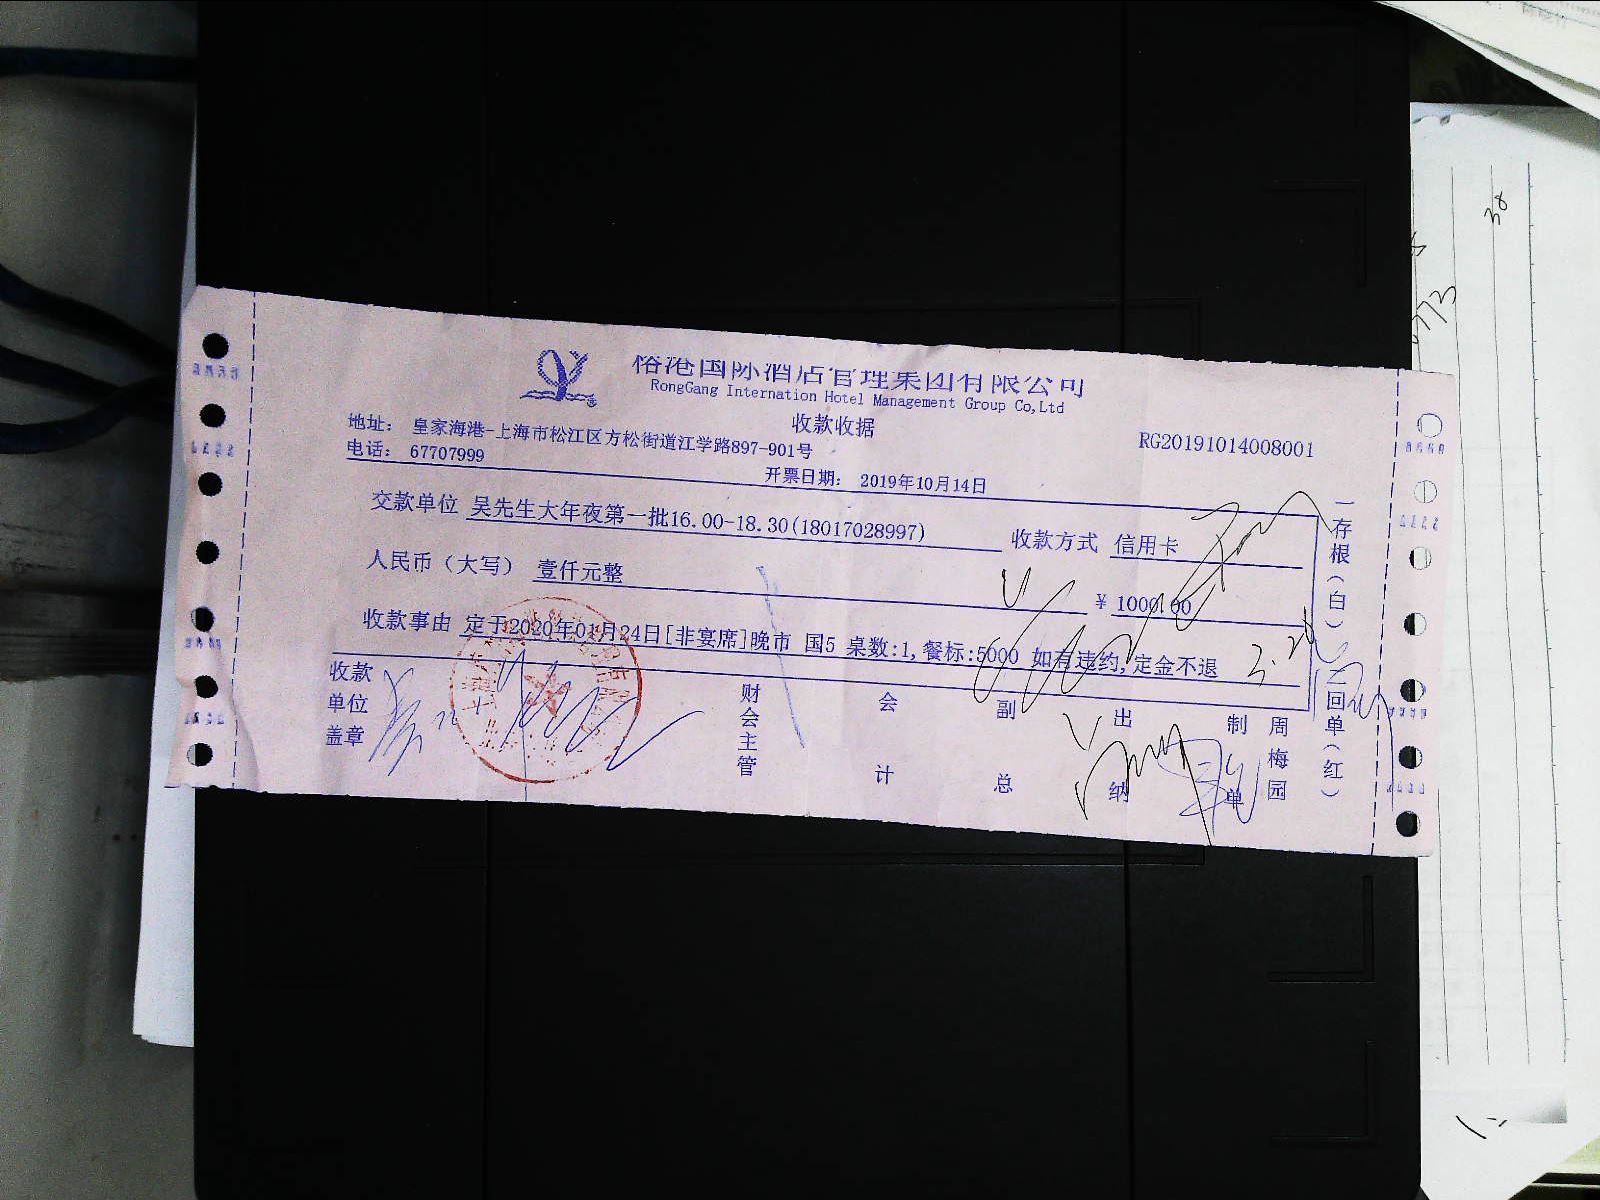 榕港国际酒店管理集团有限公司
RongGang Internation Hotel Management Group Co,Ltd
收款收据
地址： 皇家海港-上海市松江区方松街道江学路897-901号
RG20191014008001
电话： 67707999
开票日期： 2019年10月14日
交款单位 吴先生大年夜第一批16.00-18.30(18017028997) 收款方式 信用卡
人民币（大写） 壹仟元整 ¥ 1000.00
收款事由 定于2020年01月24日[非宴席]晚市 国5 桌数:1,餐标:5000 如有违约,定金不退
3.20
收款单位盖章
财会主管
会计
副总
出纳
制单
周梅园
一存根（白）
二回单（红）
38